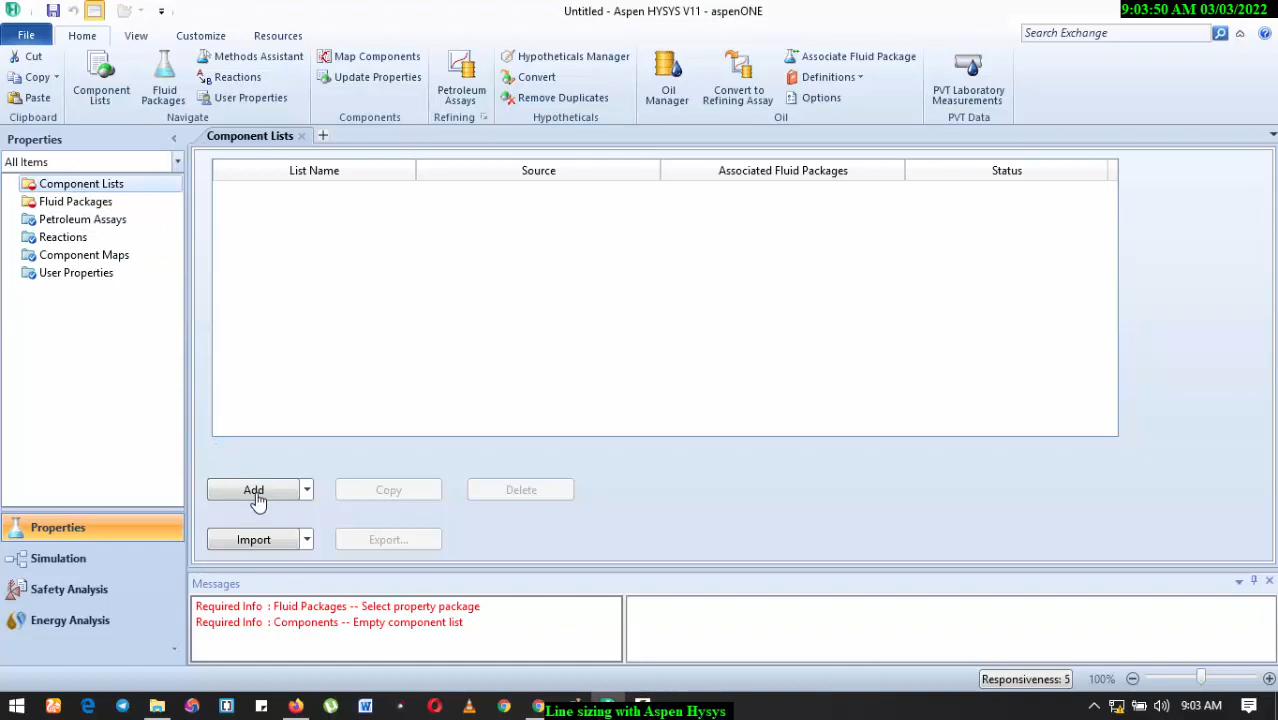 Untitled - Aspen HYSYS V11 - aspenONE
9:03:50 AM 03/03/2022
File
Home
View
Customize
Resources
Search Exchange
Cut
Copy
Paste
Clipboard
Component Lists
Fluid Packages
Methods Assistant
Reactions
User Properties
Navigate
Map Components
Update Properties
Components
Petroleum Assays
Refining
Hypotheticals Manager
Convert
Remove Duplicates
Hypotheticals
Oil Manager
Convert to Refining Assay
Associate Fluid Package
Definitions
Options
Oil
PVT Laboratory Measurements
PVT Data
Properties
All Items
Component Lists
Fluid Packages
Petroleum Assays
Reactions
Component Maps
User Properties
Properties
Simulation
Safety Analysis
Energy Analysis
Component Lists
List Name
Source
Associated Fluid Packages
Status
Add
Copy
Delete
Import
Export...
Messages
Required Info : Fluid Packages -- Select property package
Required Info : Components -- Empty component list
Responsiveness: 5
100%
9:03 AM
Line sizing with Aspen Hysys